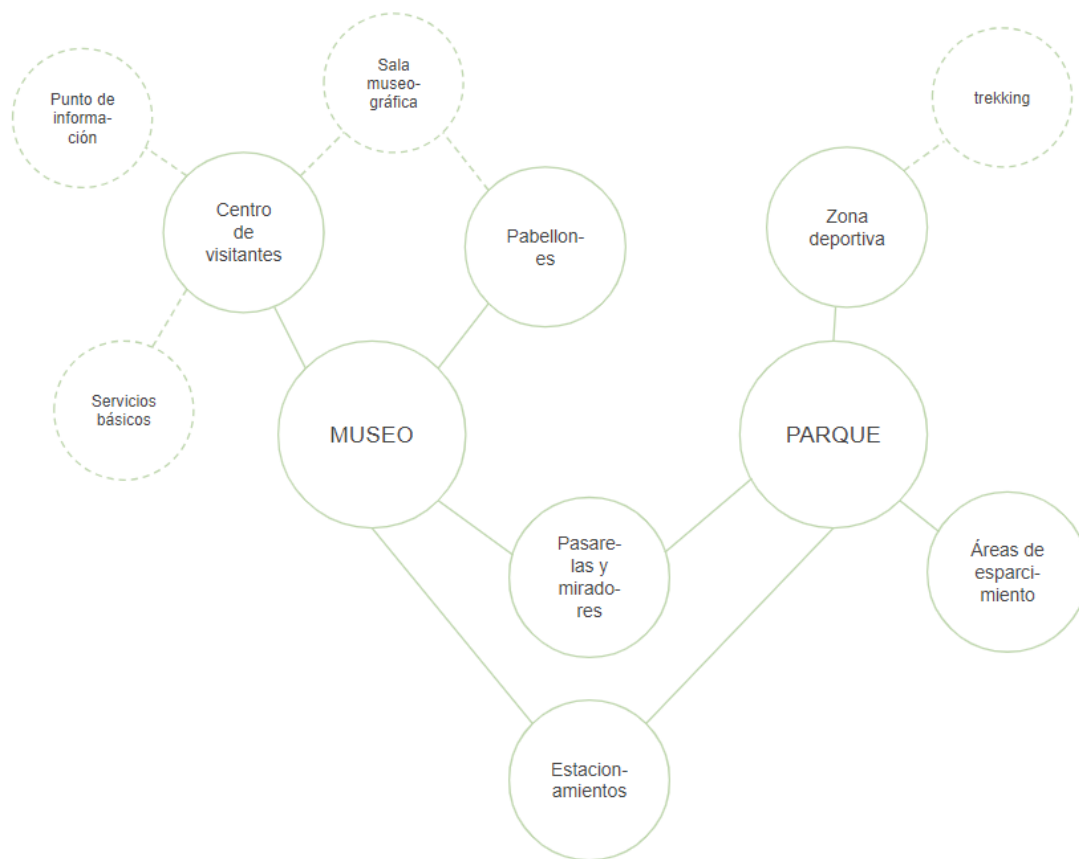 Sala
museo-
gráfica
Punto de
informa-
ción
trekking
Centro
de
visitantes
Pabellon-
es
Zona
deportiva
Servicios
básicos
MUSEO
PARQUE
Pasare-
las y
mirado-
res
Áreas de
esparci-
miento
Estacion-
amientos